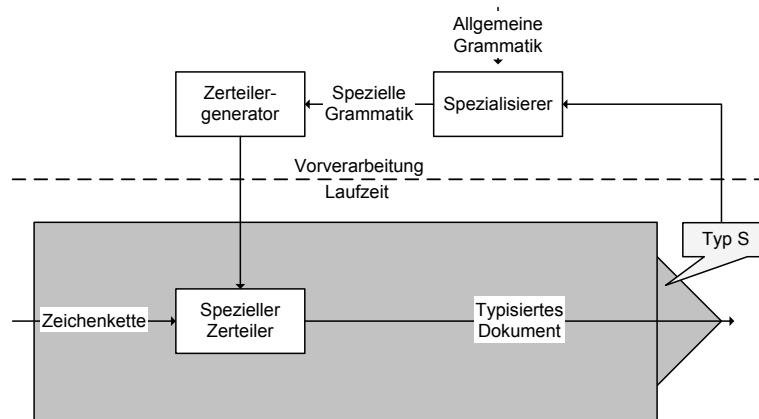 Allgemeine
Grammatik
Zerteiler-
generator
Spezielle
Grammatik
Spezialisierer
Vorverarbeitung
Laufzeit
Typ S
Zeichenkette
Spezieller
Zerteiler
Typisiertes
Dokument